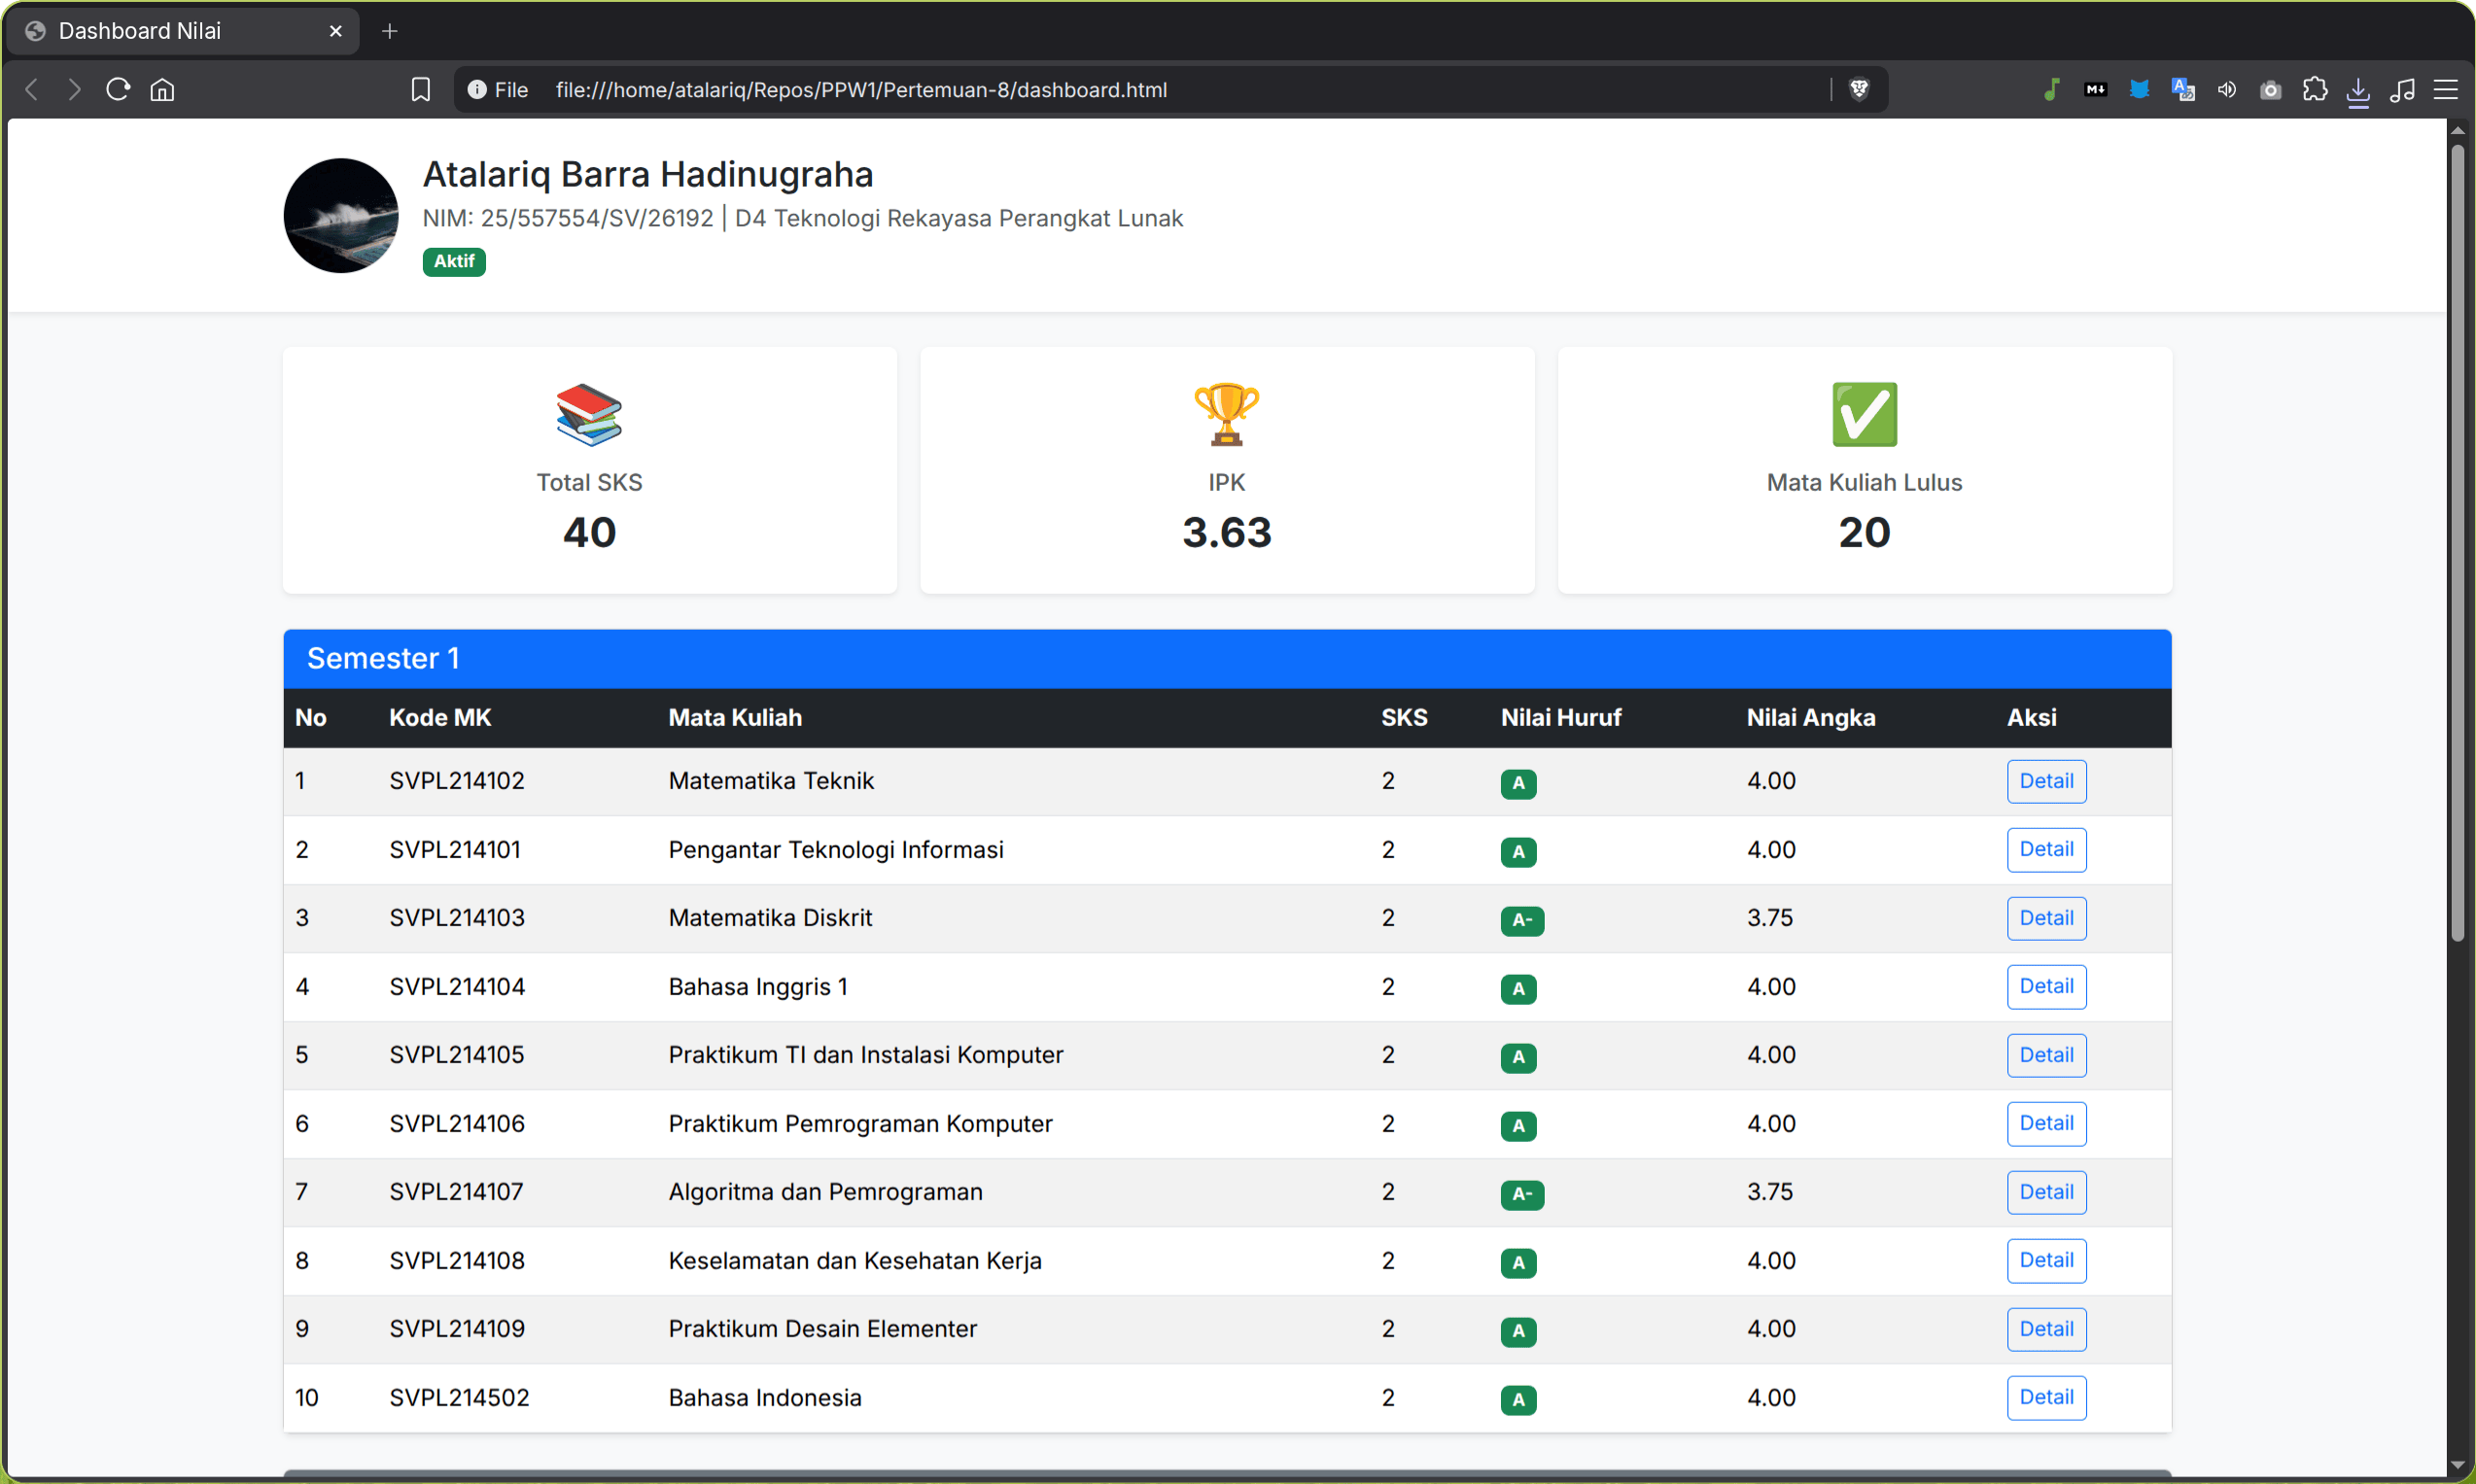 Dashboard Nilai
File file:///home/atalariq/Repos/PPW1/Pertemuan-8/dashboard.html
Atalariq Barra Hadinugraha
NIM: 25/557554/SV/26192 | D4 Teknologi Rekayasa Perangkat Lunak
Aktif
Total SKS
40
IPK
3.63
Mata Kuliah Lulus
20
Semester 1
No Kode MK Mata Kuliah SKS Nilai Huruf Nilai Angka Aksi
1 SVPL214102 Matematika Teknik 2 A 4.00 Detail
2 SVPL214101 Pengantar Teknologi Informasi 2 A 4.00 Detail
3 SVPL214103 Matematika Diskrit 2 A- 3.75 Detail
4 SVPL214104 Bahasa Inggris 1 2 A 4.00 Detail
5 SVPL214105 Praktikum TI dan Instalasi Komputer 2 A 4.00 Detail
6 SVPL214106 Praktikum Pemrograman Komputer 2 A 4.00 Detail
7 SVPL214107 Algoritma dan Pemrograman 2 A- 3.75 Detail
8 SVPL214108 Keselamatan dan Kesehatan Kerja 2 A 4.00 Detail
9 SVPL214109 Praktikum Desain Elementer 2 A 4.00 Detail
10 SVPL214502 Bahasa Indonesia 2 A 4.00 Detail